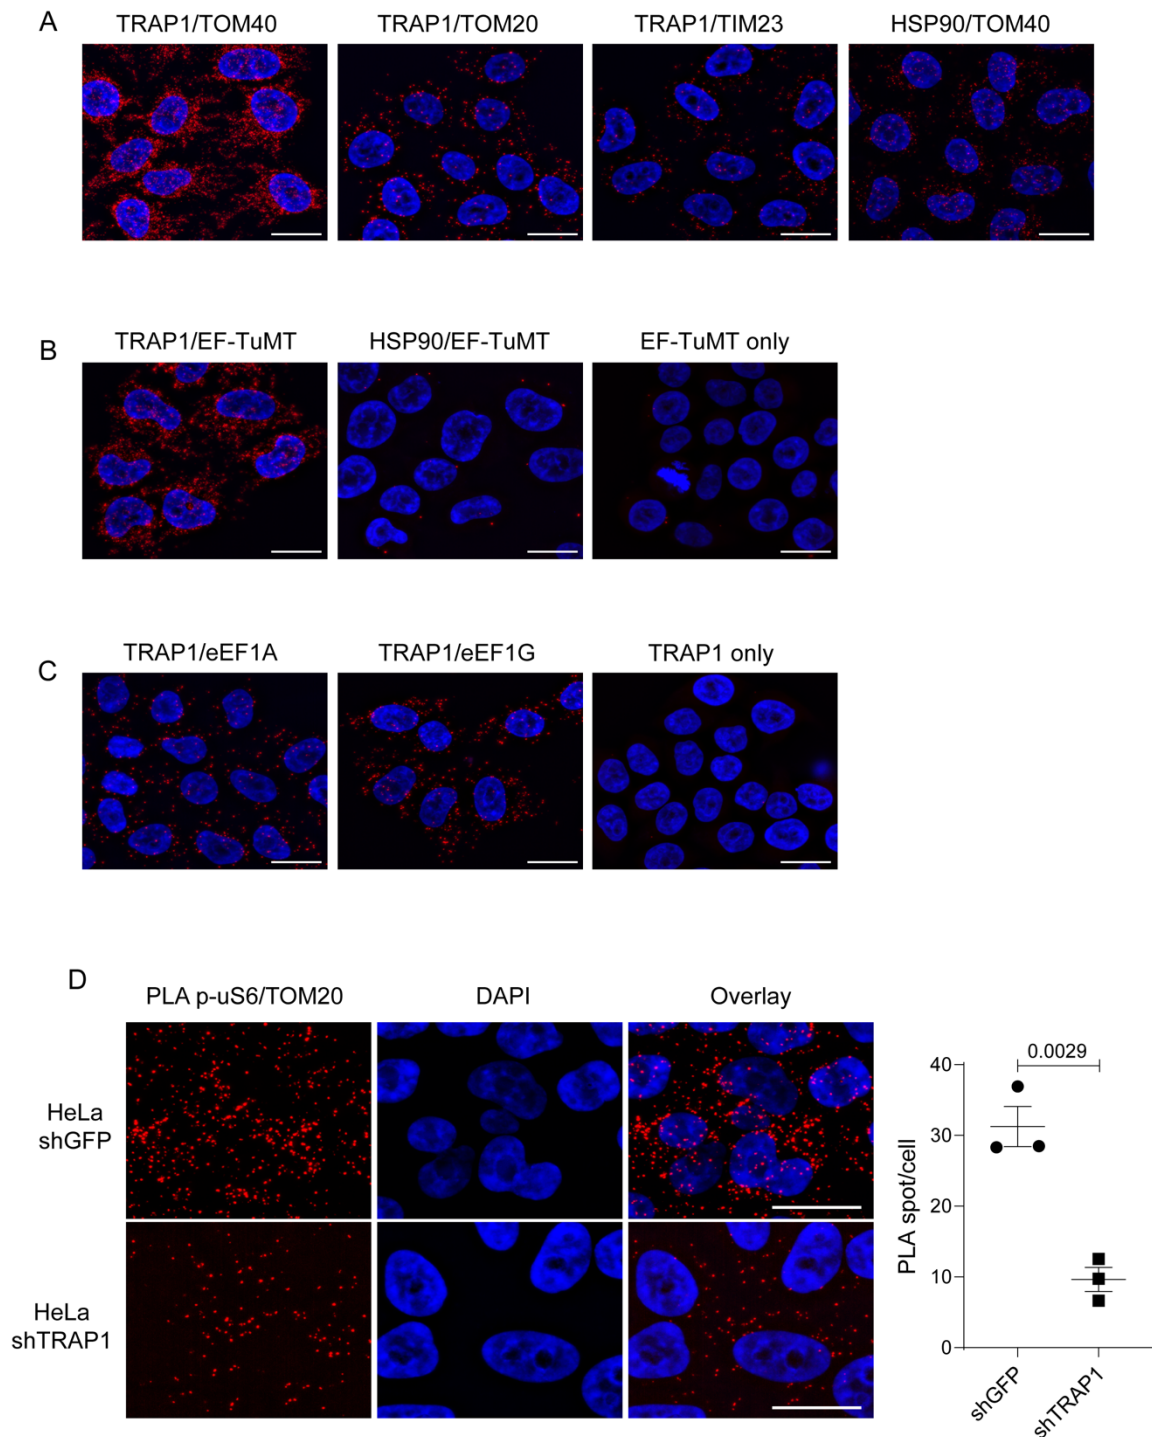 A
TRAP1/TOM40
TRAP1/TOM20
TRAP1/TIM23
HSP90/TOM40
B
TRAP1/EF-TuMT
HSP90/EF-TuMT
EF-TuMT only
C
TRAP1/eEF1A
TRAP1/eEF1G
TRAP1 only
D
PLA p-uS6/TOM20
DAPI
Overlay
HeLa
shGFP
HeLa
shTRAP1
0.0029
PLA spot/cell
40
30
20
10
0
shGFP
shTRAP1